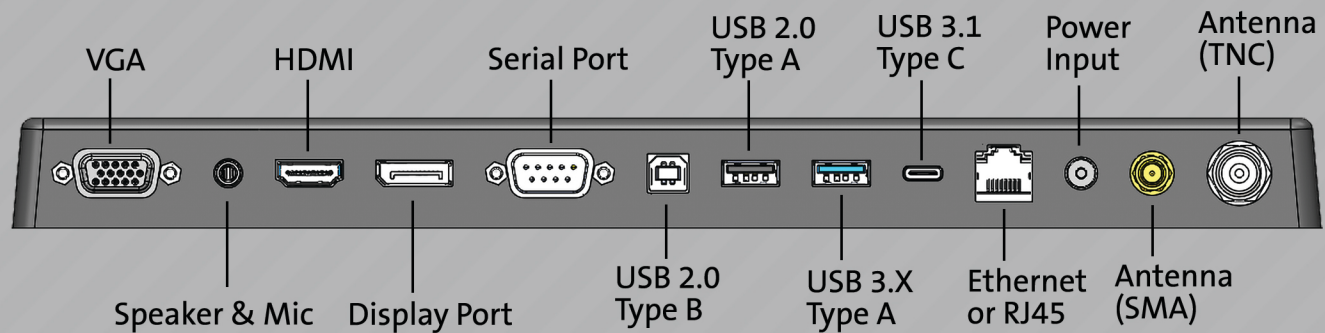 VGA
HDMI
Serial Port
USB 2.0
Type A
USB 3.1
Type C
Power
Input
Antenna
(TNC)
Speaker & Mic
Display Port
USB 2.0
Type B
USB 3.X
Type A
Ethernet
or RJ45
Antenna
(SMA)